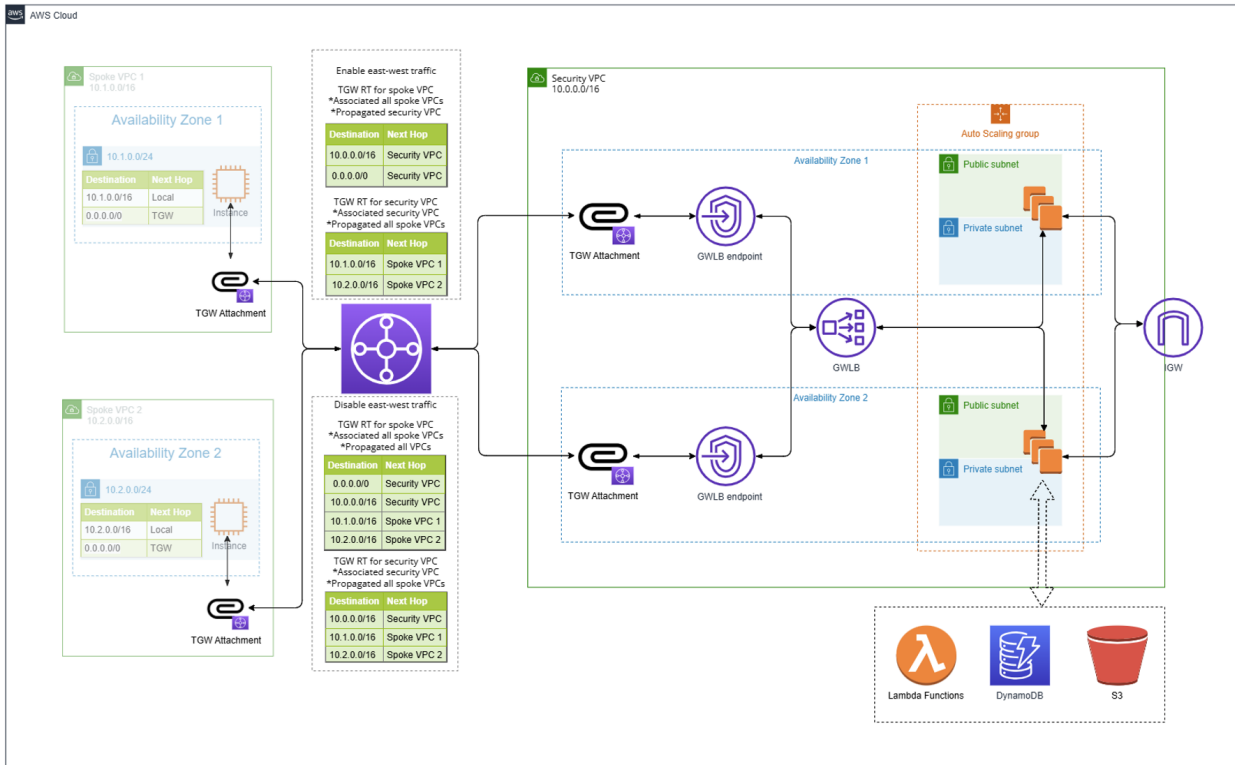 aws
AWS Cloud
Spoke VPC 1
10.1.0.0/16
Availability Zone 1
10.1.0.0/24
Destination Next Hop
10.1.0.0/16 Local
0.0.0.0/0 TGW
Instance
TGW Attachment
Spoke VPC 2
10.2.0.0/16
Availability Zone 2
10.2.0.0/24
Destination Next Hop
10.2.0.0/16 Local
0.0.0.0/0 TGW
Instance
TGW Attachment
Enable east-west traffic
TGW RT for spoke VPC
*Associated all spoke VPCs
*Propagated security VPC
Destination Next Hop
10.0.0.0/16 Security VPC
0.0.0.0/0 Security VPC
TGW RT for security VPC
*Associated security VPC
*Propagated all spoke VPCs
Destination Next Hop
10.1.0.0/16 Spoke VPC 1
10.2.0.0/16 Spoke VPC 2
Disable east-west traffic
TGW RT for spoke VPC
*Associated all spoke VPCs
*Propagated all VPCs
Destination Next Hop
0.0.0.0/0 Security VPC
10.0.0.0/16 Security VPC
10.1.0.0/16 Spoke VPC 1
10.2.0.0/16 Spoke VPC 2
TGW RT for security VPC
*Associated security VPC
*Propagated all spoke VPCs
Destination Next Hop
10.0.0.0/16 Security VPC
10.1.0.0/16 Spoke VPC 1
10.2.0.0/16 Spoke VPC 2
Security VPC
10.0.0.0/16
Auto Scaling group
Availability Zone 1
Public subnet
Private subnet
TGW Attachment
GWLB endpoint
GWLB
IGW
Availability Zone 2
Public subnet
Private subnet
TGW Attachment
GWLB endpoint
Lambda Functions
DynamoDB
S3